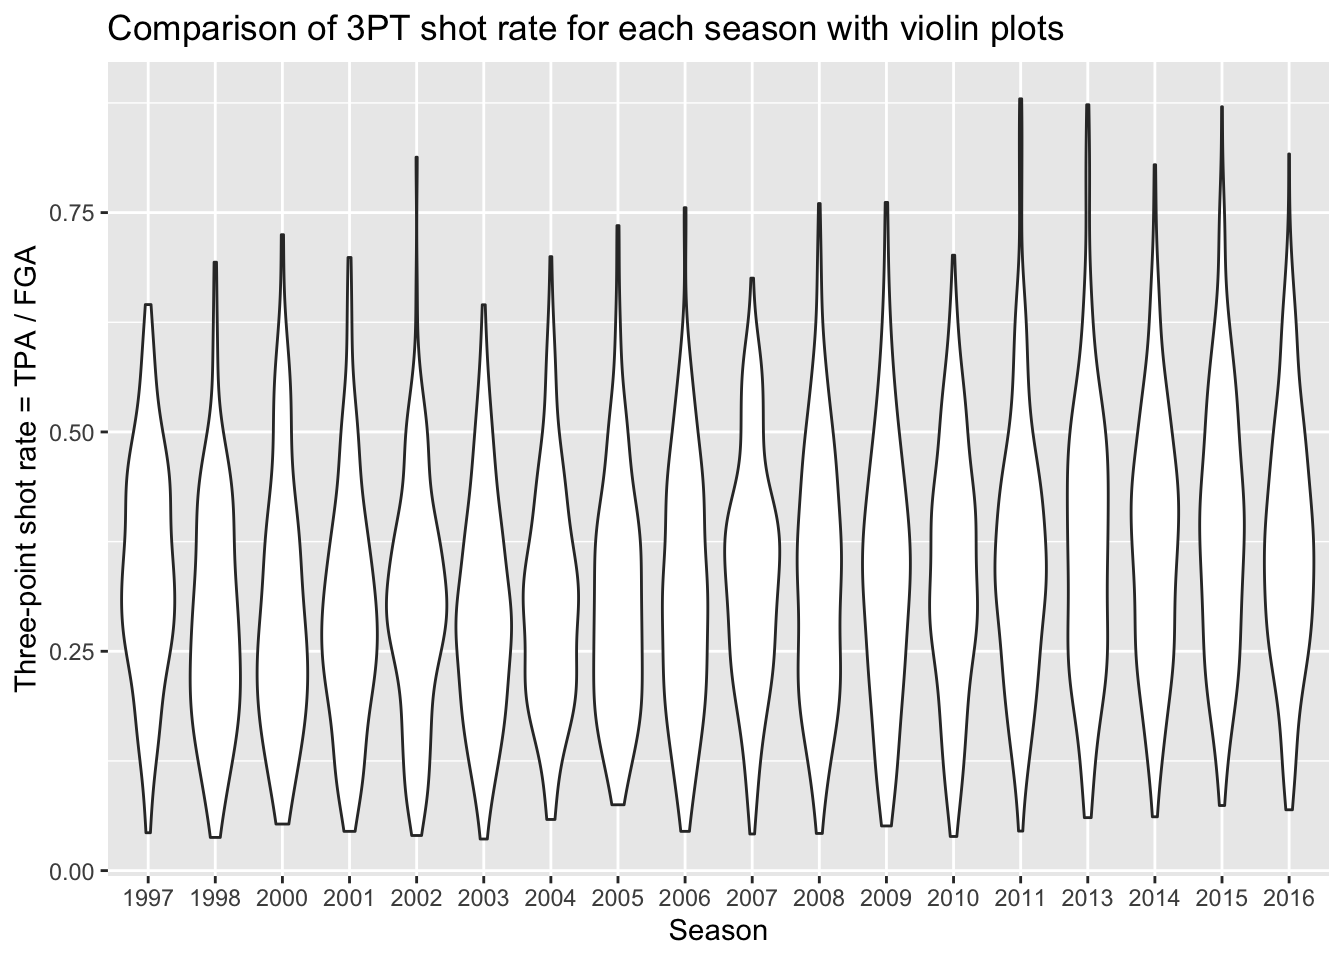 Comparison of 3PT shot rate for each season with violin plots
Three-point shot rate = TPA / FGA
0.75
0.50
0.25
0.00
1997 1998 2000 2001 2002 2003 2004 2005 2006 2007 2008 2009 2010 2011 2013 2014 2015 2016
Season